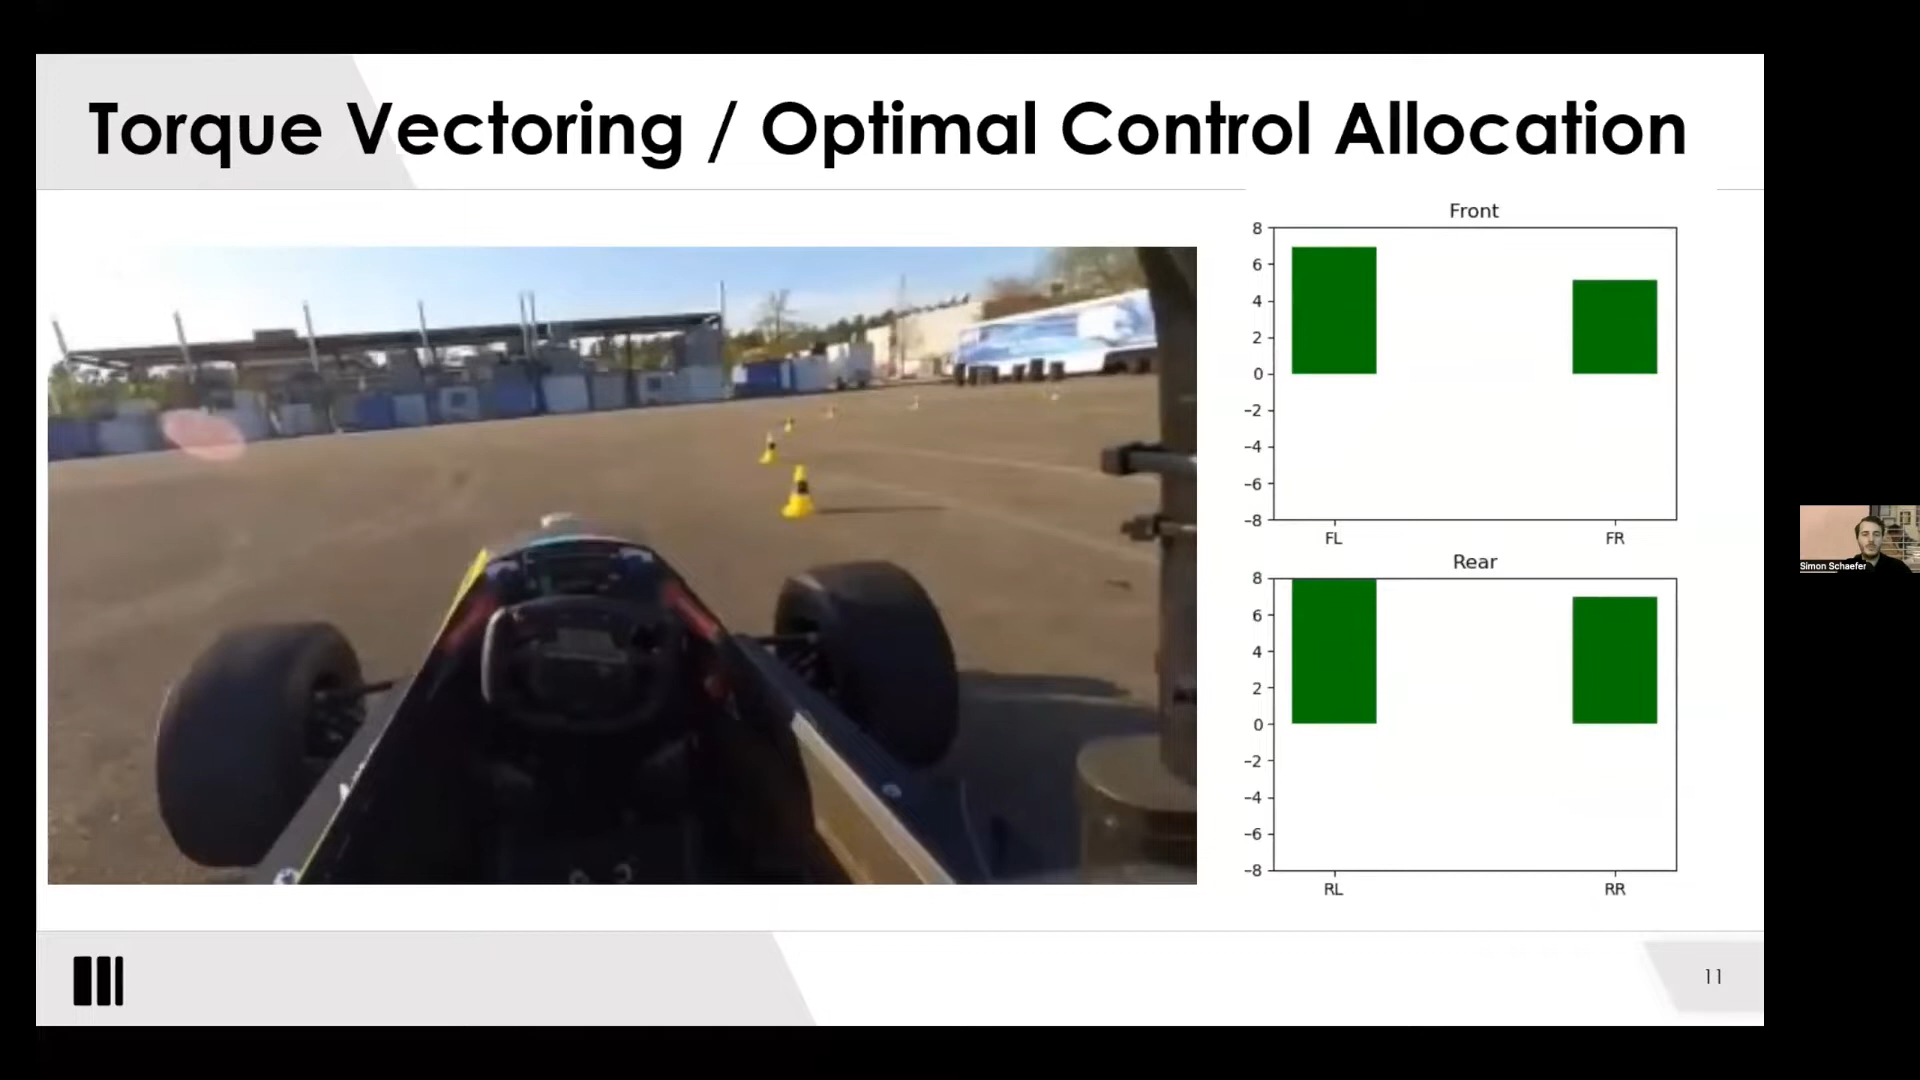 Torque Vectoring / Optimal Control Allocation
Front
8
6
4
2
0
−2
−4
−6
−8
FL
FR
Rear
8
6
4
2
0
−2
−4
−6
−8
RL
RR
Simon Schaefer
11